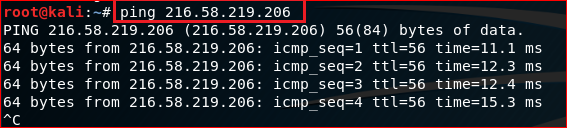 root@kali:~# ping 216.58.219.206
PING 216.58.219.206 (216.58.219.206) 56(84) bytes of data.
64 bytes from 216.58.219.206: icmp_seq=1 ttl=56 time=11.1 ms
64 bytes from 216.58.219.206: icmp_seq=2 ttl=56 time=12.3 ms
64 bytes from 216.58.219.206: icmp_seq=3 ttl=56 time=12.4 ms
64 bytes from 216.58.219.206: icmp_seq=4 ttl=56 time=15.3 ms
^C